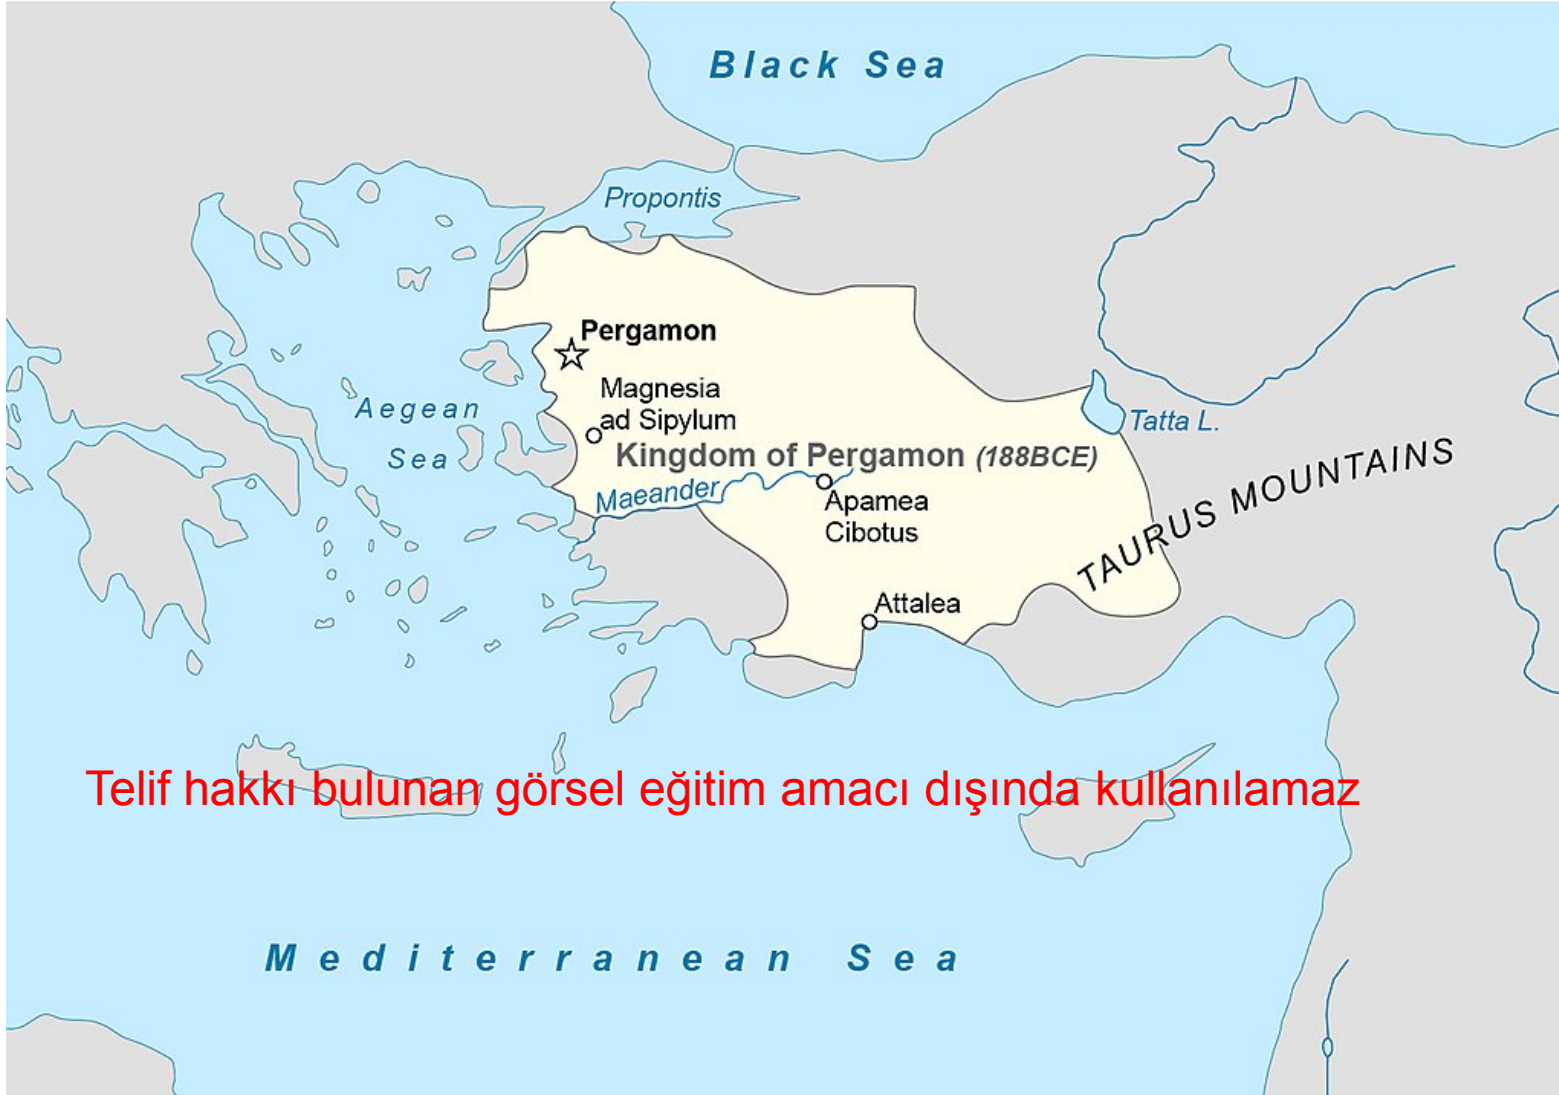 Black Sea
Propontis
Pergamon
Magnesia
ad Sipylum
Aegean
Sea
Tatta L.
Kingdom of Pergamon (188BCE)
TAURUS MOUNTAINS
Maeander
Apamea
Cibotus
Attalea
Telif hakkı bulunan görsel eğitim amacı dışında kullanılamaz
Mediterranean Sea